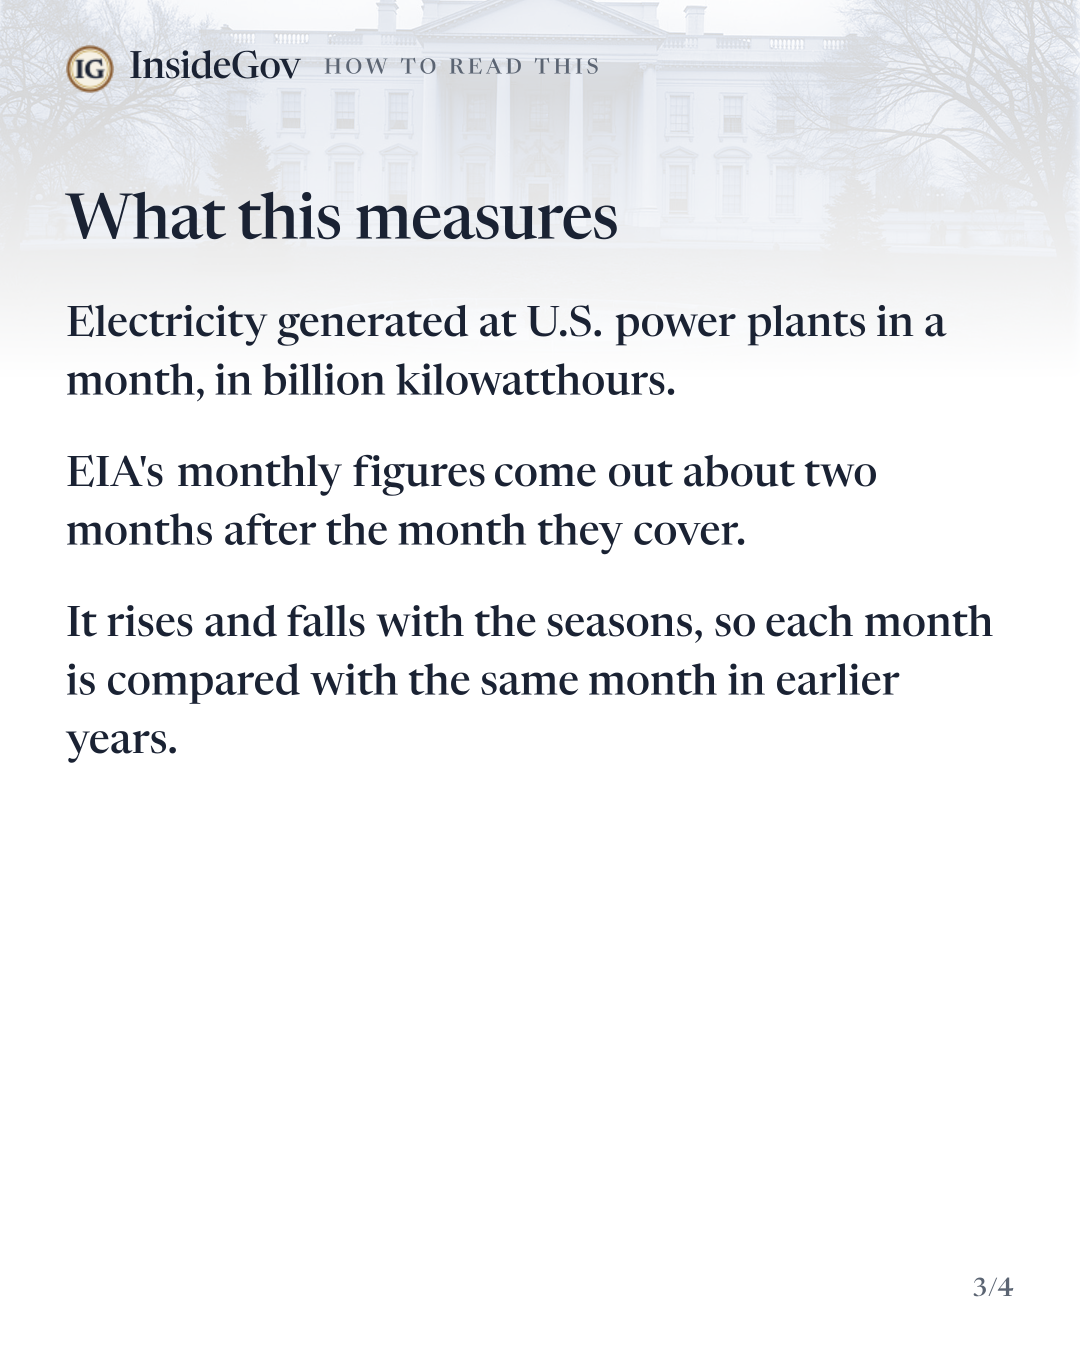 IG InsideGov HOW TO READ THIS
What this measures
Electricity generated at U.S. power plants in a
month, in billion kilowatthours.
EIA's monthly figures come out about two
months after the month they cover.
It rises and falls with the seasons, so each month
is compared with the same month in earlier
years.
3/4